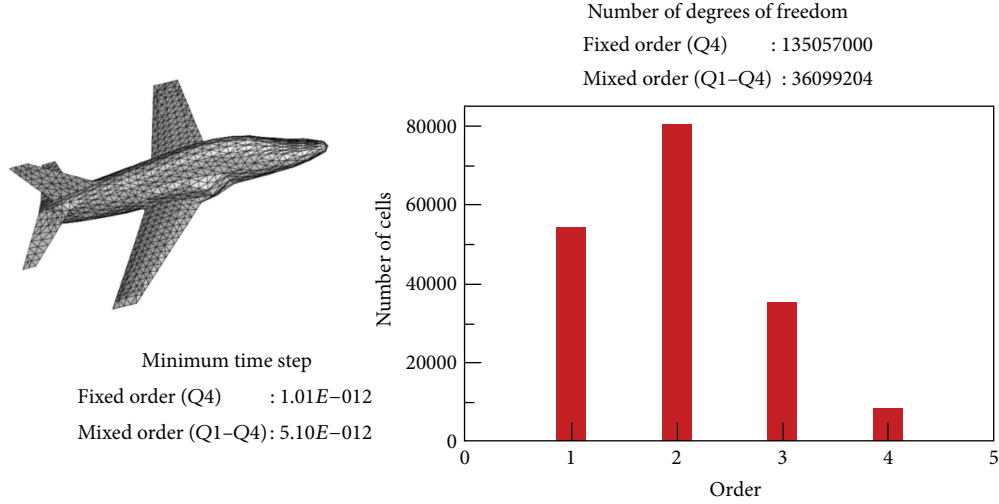 Number of degrees of freedom
Fixed order (Q4) : 135057000
Mixed order (Q1–Q4) : 36099204
Minimum time step
Fixed order (Q4) : 1.01E−012
Mixed order (Q1–Q4) : 5.10E−012
Number of cells
80000
60000
40000
20000
0
0 1 2 3 4 5
Order